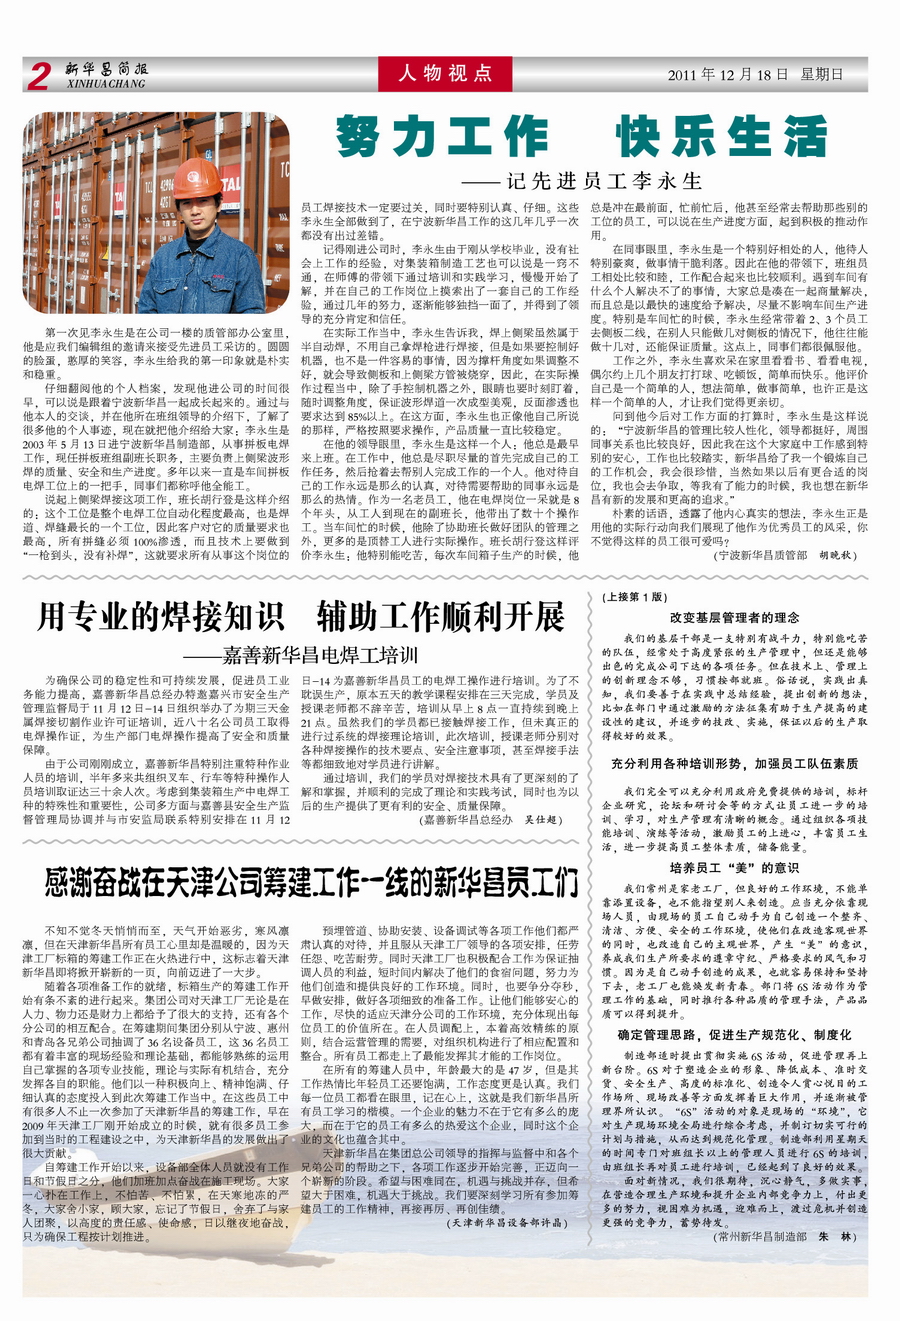 2 新华昌简报
XINHUACHANG
人物视点
2011 年 12 月 18 日 星期日
努力工作 快乐生活
——记先进员工李永生
第一次见李永生是在公司一楼的质管部办公室里，
他是应我们编辑组的邀请来接受先进员工采访的。圆圆
的脸蛋，憨厚的笑容，李永生给我的第一印象就是朴实
和稳重。
仔细翻阅他的个人档案，发现他进公司的时间很
早，可以说是跟着宁波新华昌一起成长起来的。通过与
他本人的交谈，并在他所在班组领导的介绍下，了解了
很多他的个人事迹，现在就把他介绍给大家：李永生是
2003 年 5 月 13 日进宁波新华昌制造部，从事拼板电焊
工作，现任拼板班组副班长职务，主要负责上侧梁波形
焊的质量、安全和生产进度。多年以来一直是车间拼板
电焊工位上的一把手，同事们都称呼他全能工。
说起上侧梁焊接这项工作，班长胡行登是这样介绍
的：这个工位是整个电焊工位自动化程度最高，也是焊
道、焊缝最长的一个工位，因此客户对它的质量要求也
最高，所有拼缝必须 100%渗透，而且技术上要做到
“一枪到头，没有补焊”，这就要求所有从事这个岗位的
员工焊接技术一定要过关，同时要特别认真、仔细。这些
李永生全部做到了，在宁波新华昌工作的这几年几乎一次
都没有出过差错。
记得刚进公司时，李永生由于刚从学校毕业，没有社
会上工作的经验，对集装箱制造工艺也可以说是一窍不
通，在师傅的带领下通过培训和实践学习，慢慢开始了
解，并在自己的工作岗位上摸索出了一套自己的工作经
验，通过几年的努力，逐渐能够独挡一面了，并得到了领
导的充分肯定和信任。
在实际工作当中，李永生告诉我，焊上侧梁虽然属于
半自动焊，不用自己拿焊枪进行焊接，但是如果要控制好
机器，也不是一件容易的事情，因为撑杆角度如果调整不
好，就会导致侧板和上侧梁方管被烧穿，因此，在实际操
作过程当中，除了手控制机器之外，眼睛也要时刻盯着，
随时调整角度，保证波形焊道一次成型美观，反面渗透也
要求达到 85%以上。在这方面，李永生也正像他自己所说
的那样，严格按照要求操作，产品质量一直比较稳定。
在他的领导眼里，李永生是这样一个人：他总是最早
来上班。在工作中，他总是尽职尽量的首先完成自己的工
作任务，然后抢着去帮别人完成工作的一个人。他对待自
己的工作永远是那么的认真，对待需要帮助的同事永远是
那么的热情。作为一名老员工，他在电焊岗位一呆就是 8
个年头，从工人到现在的副班长，他带出了数十个操作
工。当车间忙的时候，他除了协助班长做好团队的管理之
外，更多的是顶替工人进行实际操作。班长胡行登这样评
价李永生：他特别能吃苦，每次车间箱子生产的时候，他
总是冲在最前面，忙前忙后，他甚至经常去帮助那些别的
工位的员工，可以说在生产进度方面，起到积极的推动作
用。
在同事眼里，李永生是一个特别好相处的人，他待人
特别豪爽，做事情干脆利落。因此在他的带领下，班组员
工相处比较和睦，工作配合起来也比较顺利。遇到车间有
什么个人解决不了的事情，大家总是凑在一起商量解决，
而且总是以最快的速度给予解决，尽量不影响车间生产进
度。特别是车间忙的时候，李永生经常带着 2、3 个员工
去侧板二线，在别人只能做几对侧板的情况下，他往往能
做十几对，还能保证质量。这点上，同事们都很佩服他。
工作之外，李永生喜欢呆在家里看看书、看看电视，
偶尔约上几个朋友打打球、吃顿饭，简单而快乐。他评价
自己是一个简单的人，想法简单，做事简单，也许正是这
样一个简单的人，才让我们觉得更亲切。
问到他今后对工作方面的打算时，李永生是这样说
的：“宁波新华昌的管理比较人性化，领导都挺好，周围
同事关系也比较良好，因此我在这个大家庭中工作感到特
别的安心，工作也比较踏实，新华昌给了我一个锻炼自己
的工作机会，我会很珍惜，当然如果以后有更合适的岗
位，我也会去争取，等我有了能力的时候，我也想在新华
昌有新的发展和更高的追求。”
朴素的话语，透露了他内心真实的想法，李永生正是
用他的实际行动向我们展现了他作为优秀员工的风采，你
不觉得这样的员工很可爱吗？
（宁波新华昌质管部 胡晚秋）
用专业的焊接知识 辅助工作顺利开展
——嘉善新华昌电焊工培训
为确保公司的稳定性和可持续发展，促进员工业
务能力提高，嘉善新华昌总经办特邀嘉兴市安全生产
管理监督局于 11 月 12 日-14 日组织举办了为期三天金
属焊接切割作业许可证培训，近八十名公司员工取得
电焊操作证，为生产部门电焊操作提高了安全和质量
保障。
由于公司刚刚成立，嘉善新华昌特别注重特种作业
人员的培训，半年多来共组织叉车、行车等特种操作人
员培训取证达三十余人次。考虑到集装箱生产中电焊工
种的特殊性和重要性，公司多方面与嘉善县安全生产监
督管理局协调并与市安监局联系特别安排在 11 月 12
日-14 为嘉善新华昌员工的电焊工操作进行培训。为了不
耽误生产，原本五天的教学课程安排在三天完成，学员及
授课老师都不辞辛苦，培训从早上 8 点一直持续到晚上
21 点。虽然我们的学员都已接触焊接工作，但未真正的
进行过系统的焊接理论培训，此次培训，授课老师分别对
各种焊接操作的技术要点、安全注意事项，甚至焊接手法
等都细致地对学员进行讲解。
通过培训，我们的学员对焊接技术具有了更深刻的了
解和掌握，并顺利的完成了理论和实践考试，同时也为以
后的生产提供了更有利的安全、质量保障。
（嘉善新华昌总经办 吴仕超）
感谢奋战在天津公司筹建工作一线的新华昌员工们
不知不觉冬天悄悄而至，天气开始恶劣，寒风凛
凛，但在天津新华昌所有员工心里却是温暖的，因为天
津工厂标箱的筹建工作正在火热进行中，这标志着天津
新华昌即将掀开崭新的一页，向前迈进了一大步。
随着各项准备工作的就绪，标箱生产的筹建工作开
始有条不紊的进行起来。集团公司对天津工厂无论是在
人力、物力还是财力上都给予了很大的支持，还有各个
分公司的相互配合。在筹建期间集团分别从宁波、惠州
和青岛各兄弟公司抽调了 36 名设备员工，这 36 名员工
都有着丰富的现场经验和理论基础，都能够熟练的运用
自己掌握的各项专业技能，理论与实际有机结合，充分
发挥各自的职能。他们以一种积极向上、精神饱满、仔
细认真的态度投入到此次筹建工作当中。在这些员工中
有很多人不止一次参加了天津新华昌的筹建工作，早在
2009 年天津工厂刚开始成立的时候，就有很多员工参
加到当时的工程建设之中，为天津新华昌的发展做出了
很大贡献。
自筹建工作开始以来，设备部全体人员就没有工作
日和节假日之分，他们加班加点奋战在施工现场。大家
一心扑在工作上，不怕苦、不怕累，在天寒地冻的严
冬，大家舍小家，顾大家，忘记了节假日，舍弃了与家
人团聚，以高度的责任感、使命感，日以继夜地奋战，
只为确保工程按计划推进。
预埋管道、协助安装、设备调试等各项工作他们都严
肃认真的对待，并且服从天津工厂领导的各项安排，任劳
任怨、吃苦耐劳。同时天津工厂也积极配合工作为保证抽
调人员的利益，短时间内解决了他们的食宿问题，努力为
他们创造和提供良好的工作环境。同时，也要争分夺秒，
早做安排，做好各项细致的准备工作。让他们能够安心的
工作，尽快的适应天津分公司的工作环境，充分体现出每
位员工的价值所在。在人员调配上，本着高效精练的原
则，结合运营管理的需要，对组织机构进行了相应配置和
整合。所有员工都走上了最能发挥其才能的工作岗位。
在所有的筹建人员中，年龄最大的是 47 岁，但是其
工作热情比年轻员工还要饱满，工作态度更是认真。我们
每一位员工都看在眼里，记在心上，这就是我们新华昌所
有员工学习的楷模。一个企业的魅力不在于它有多么的庞
大，而在于它的员工有多么的热爱这个企业，同时这个企
业的文化也蕴含其中。
天津新华昌在集团总公司领导的指挥与监督中和各个
兄弟公司的帮助之下，各项工作逐步开始完善，正迈向一
个崭新的阶段。希望与困难同在，机遇与挑战并存，但希
望大于困难，机遇大于挑战。我们要深刻学习所有参加筹
建员工的工作精神，再接再厉、再创佳绩。
（天津新华昌设备部许晶）
（上接第 1 版）
改变基层管理者的理念
我们的基层干部是一支特别有战斗力，特别能吃苦
的队伍，经常处于高度紧张的生产管理中，但还是能够
出色的完成公司下达的各项任务。但在技术上、管理上
的创新理念不够，习惯按部就班。俗话说，实践出真
知，我们要善于在实践中总结经验，提出创新的想法，
比如在部门中通过激励的方法征集有助于生产提高的建
设性的建议，并逐步的技改、实施，保证以后的生产取
得较好的效果。
充分利用各种培训形势，加强员工队伍素质
我们完全可以充分利用政府免费提供的培训，标杆
企业研究，论坛和研讨会等的方式让员工进一步的培
训、学习，对生产管理有清晰的概念。通过组织各项技
能培训、演练等活动，激励员工的上进心，丰富员工生
活，进一步提高员工整体素质，储备能量。
培养员工“美”的意识
我们常州是家老工厂，但良好的工作环境，不能单
靠添置设备，也不能指望别人来创造。应当充分依靠现
场人员，由现场的员工自己动手为自己创造一个整齐、
清洁、方便、安全的工作环境，使他们在改造客观世界
的同时，也改造自己的主观世界，产生“美”的意识，
养成我们生产所要求的遵章守纪、严格要求的风气和习
惯。因为是自己动手创造的成果，也就容易保持和坚持
下去，老工厂也能焕发新青春。部门将 6S 活动作为管
理工作的基础，同时推行各种品质的管理手法，产品品
质可以得到提升。
确定管理思路，促进生产规范化、制度化
制造部适时提出贯彻实施 6S 活动，促进管理再上
新台阶。6S 对于塑造企业的形象、降低成本、准时交
货、安全生产、高度的标准化、创造令人赏心悦目的工
作场所、现场改善等方面发挥着巨大作用，并逐渐被管
理界所认识。“6S”活动的对象是现场的“环境”，它
对生产现场环境全局进行综合考虑，并制订切实可行的
计划与措施，从而达到规范化管理。制造部利用星期天
的时间专门对班组长以上的管理人员进行 6S 的培训，
由班组长再对员工进行培训，已经起到了良好的效果。
面对新情况，我们很期待，沉心静气，多做实事，
在营造合理生产环境和提升企业内部竞争力上，付出更
多的努力，视困难为机遇，迎难而上，渡过危机并创造
更强的竞争力，蓄势待发。
（常州新华昌制造部 朱 林）